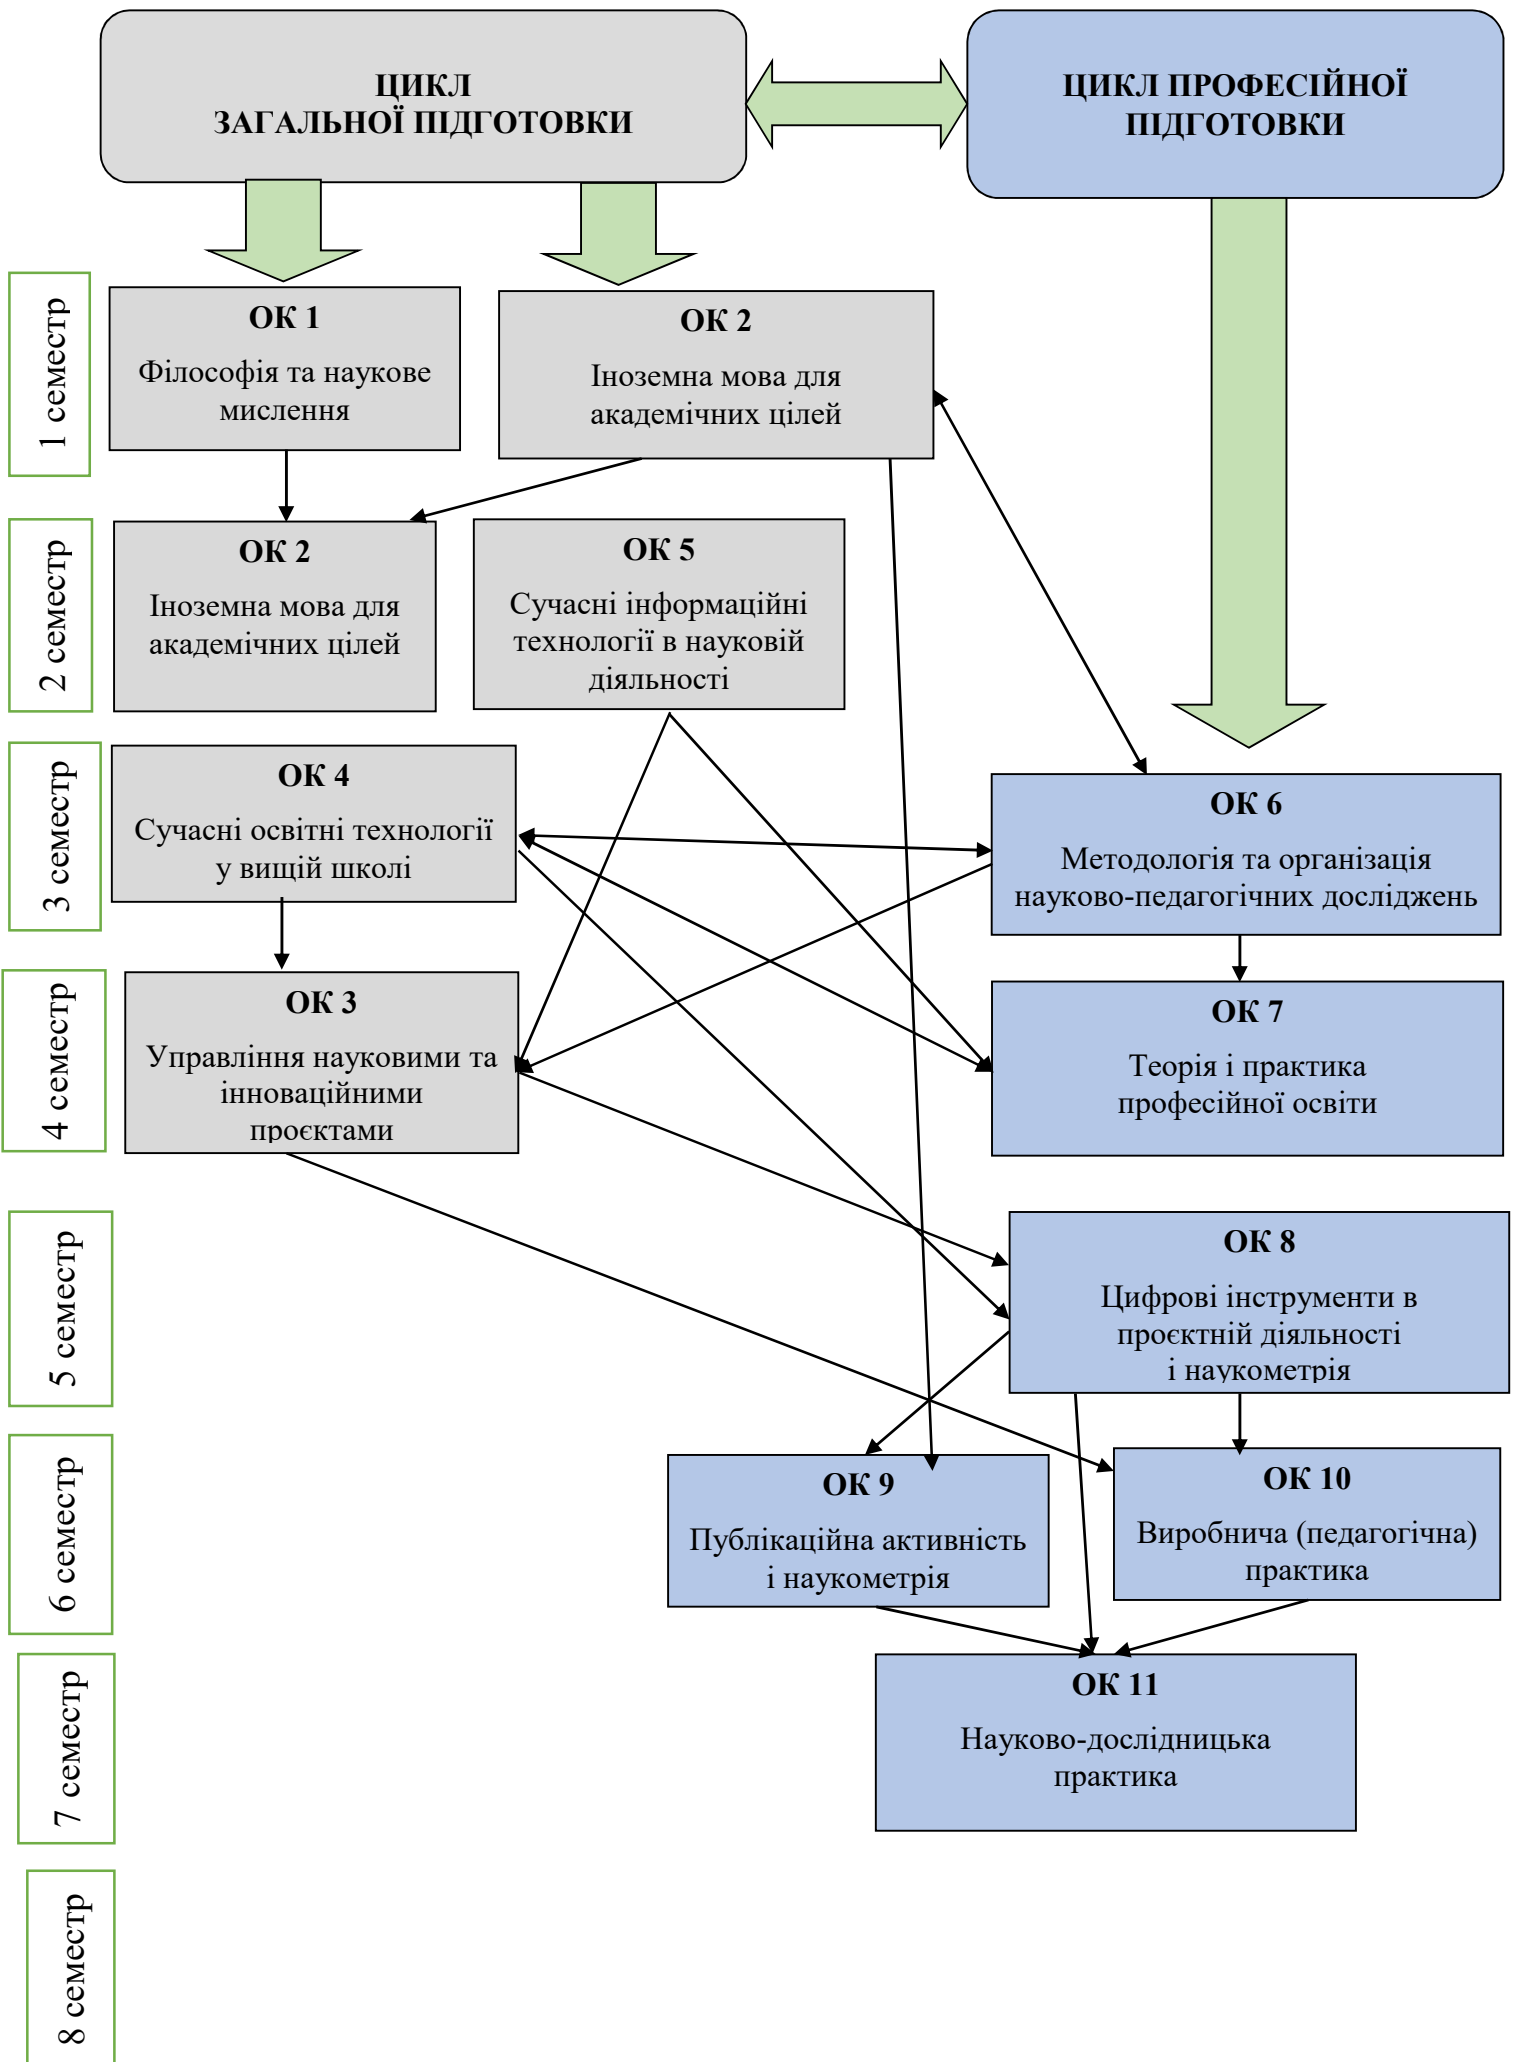 ЦИКЛ
ЗАГАЛЬНОЇ ПІДГОТОВКИ
ЦИКЛ ПРОФЕСІЙНОЇ
ПІДГОТОВКИ
1 семестр
ОК 1
Філософія та наукове
мислення
ОК 2
Іноземна мова для
академічних цілей
2 семестр
ОК 2
Іноземна мова для
академічних цілей
ОК 5
Сучасні інформаційні
технології в науковій
діяльності
3 семестр
ОК 4
Сучасні освітні технології
у вищій школі
ОК 6
Методологія та організація
науково-педагогічних досліджень
4 семестр
ОК 3
Управління науковими та
інноваційними
проєктами
ОК 7
Теорія і практика
професійної освіти
5 семестр
ОК 8
Цифрові інструменти в
проєктній діяльності
і наукометрія
6 семестр
ОК 9
Публікаційна активність
і наукометрія
ОК 10
Виробнича (педагогічна)
практика
7 семестр
ОК 11
Науково-дослідницька
практика
8 семестр